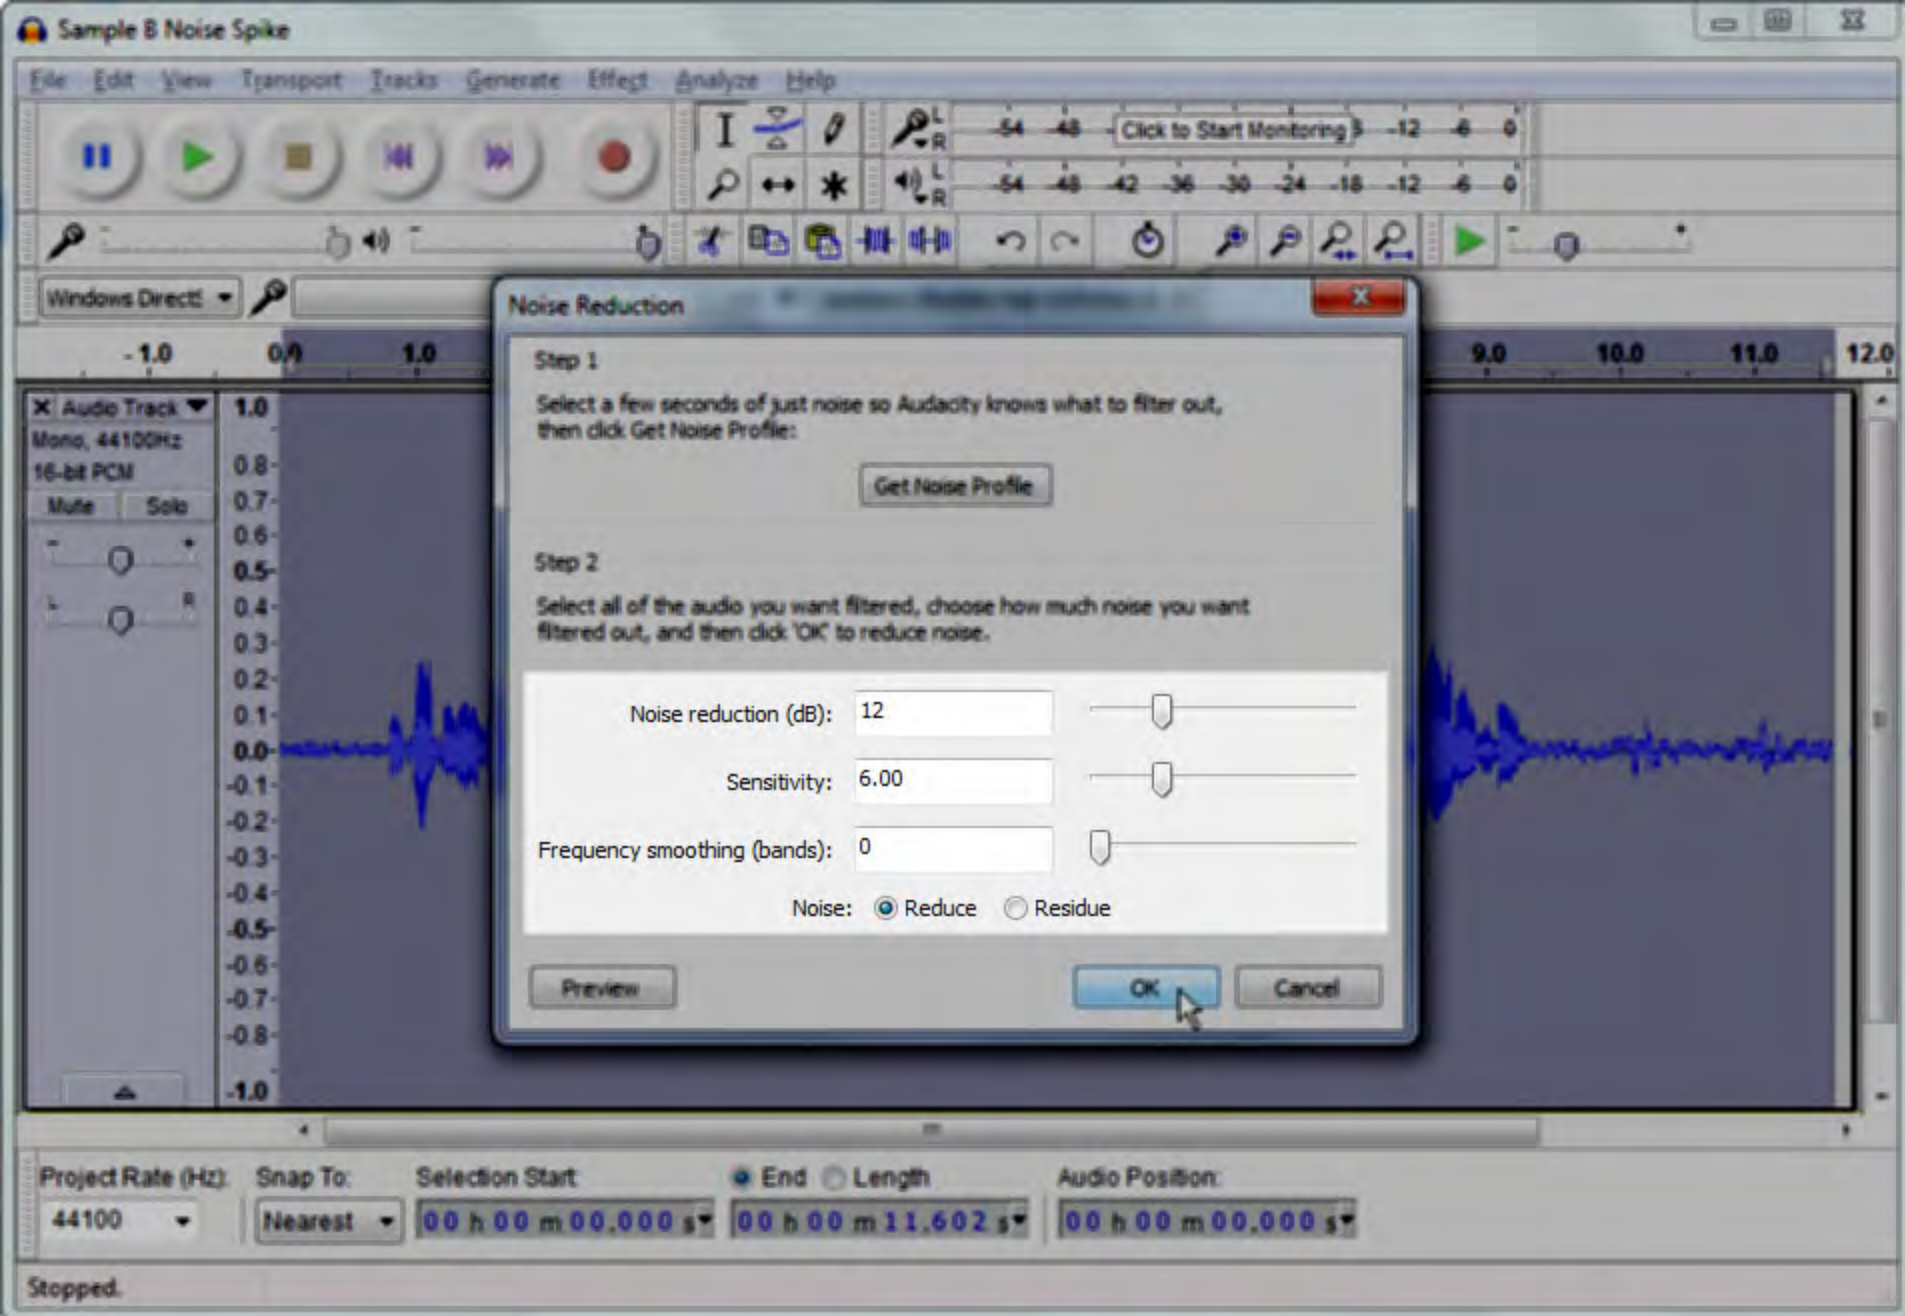 Sample B Noise Spike
File Edit View Transport Tracks Generate Effect Analyze Help
L
R
-54 -48 - Click to Start Monitoring 8 -12 -6 0
L
R
-54 -48 -42 -36 -30 -24 -18 -12 -6 0
- +
- +
Windows DirectS
- 1.0 0.0 1.0 9.0 10.0 11.0 12.0
Noise Reduction
X
Step 1
Select a few seconds of just noise so Audacity knows what to filter out,
then click Get Noise Profile:
Get Noise Profile
Step 2
Select all of the audio you want filtered, choose how much noise you want
filtered out, and then click 'OK' to reduce noise.
Noise reduction (dB): 12
Sensitivity: 6.00
Frequency smoothing (bands): 0
Noise: Reduce Residue
Preview OK Cancel
X Audio Track
Mono, 44100Hz
16-bit PCM
Mute Solo
- +
L R
1.0
0.8-
0.7-
0.6-
0.5-
0.4-
0.3-
0.2-
0.1-
0.0-
-0.1-
-0.2-
-0.3-
-0.4-
-0.5-
-0.6-
-0.7-
-0.8-
-1.0
Project Rate (Hz): Snap To: Selection Start: End Length Audio Position:
44100 Nearest 00 h 00 m 00.000 s 00 h 00 m 11.602 s 00 h 00 m 00.000 s
Stopped.